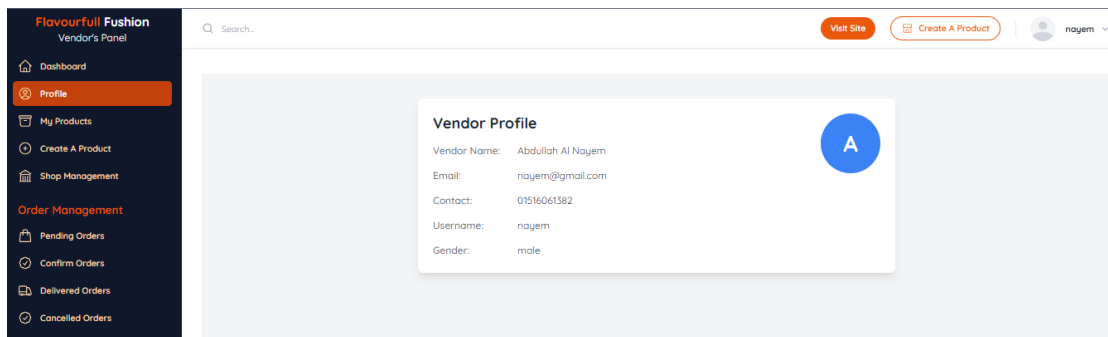 Flavourfull Fushion
Vendor's Panel
Search..
Visit Site
Create A Product
nayem
Dashboard
Profile
My Products
Create A Product
Shop Management
Order Management
Pending Orders
Confirm Orders
Delivered Orders
Cancelled Orders
Vendor Profile
A
Vendor Name: Abdullah Al Nayem
Email: nayem@gmail.com
Contact: 01516061382
Username: nayem
Gender: male